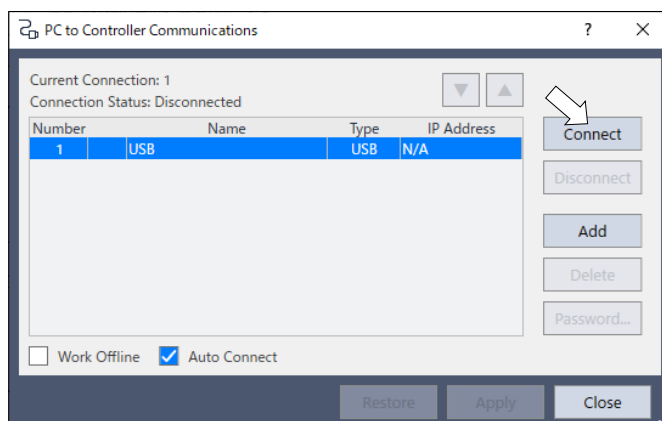 PC to Controller Communications
Current Connection: 1
Connection Status: Disconnected
Number Name Type IP Address
1 USB USB N/A
Connect
Disconnect
Add
Delete
Password...
Work Offline Auto Connect
Restore Apply Close